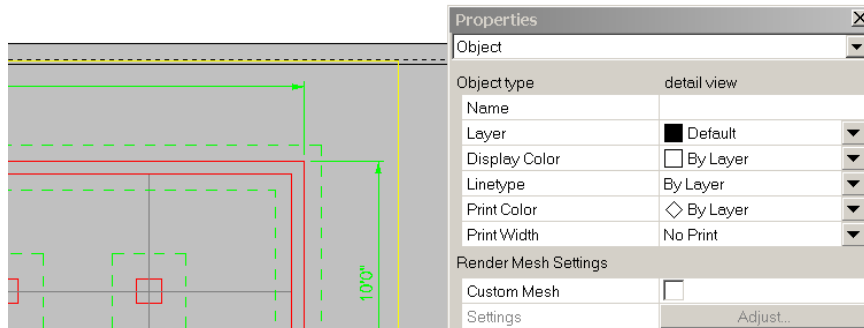 Properties
Object
Object type detail view
Name
Layer Default
Display Color By Layer
Linetype By Layer
Print Color By Layer
Print Width No Print
Render Mesh Settings
Custom Mesh
Settings Adjust...
10'0"